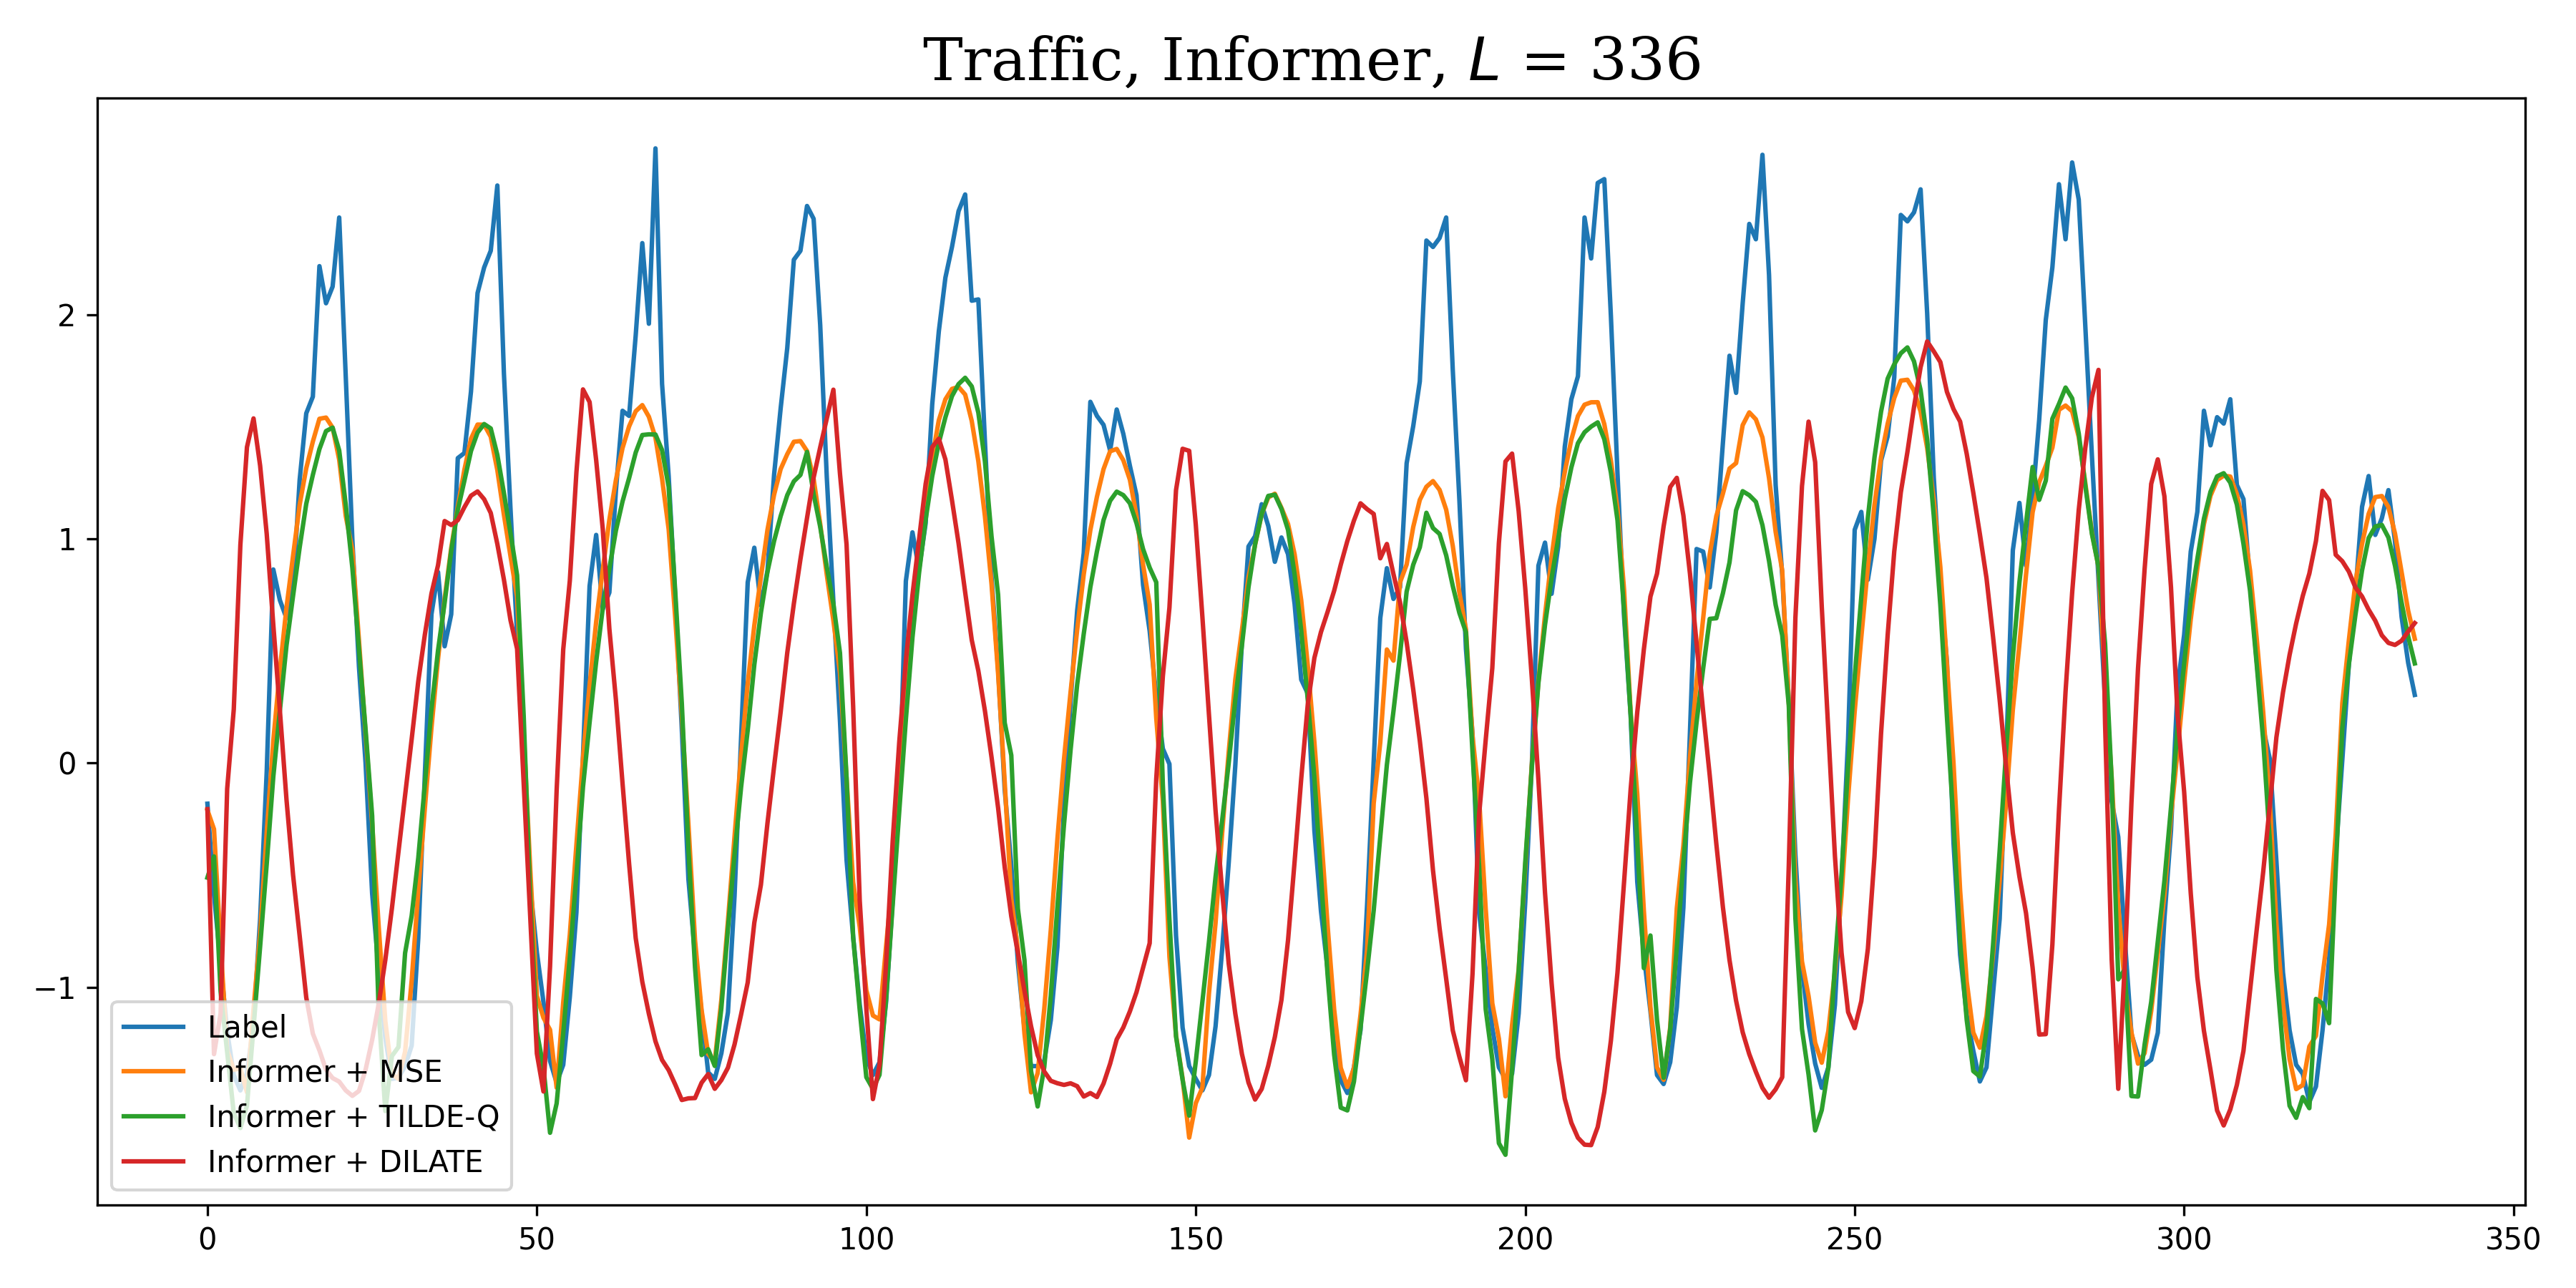 Traffic, Informer, L = 336
2
1
0
−1
Label
Informer + MSE
Informer + TILDE-Q
Informer + DILATE
0 50 100 150 200 250 300 350